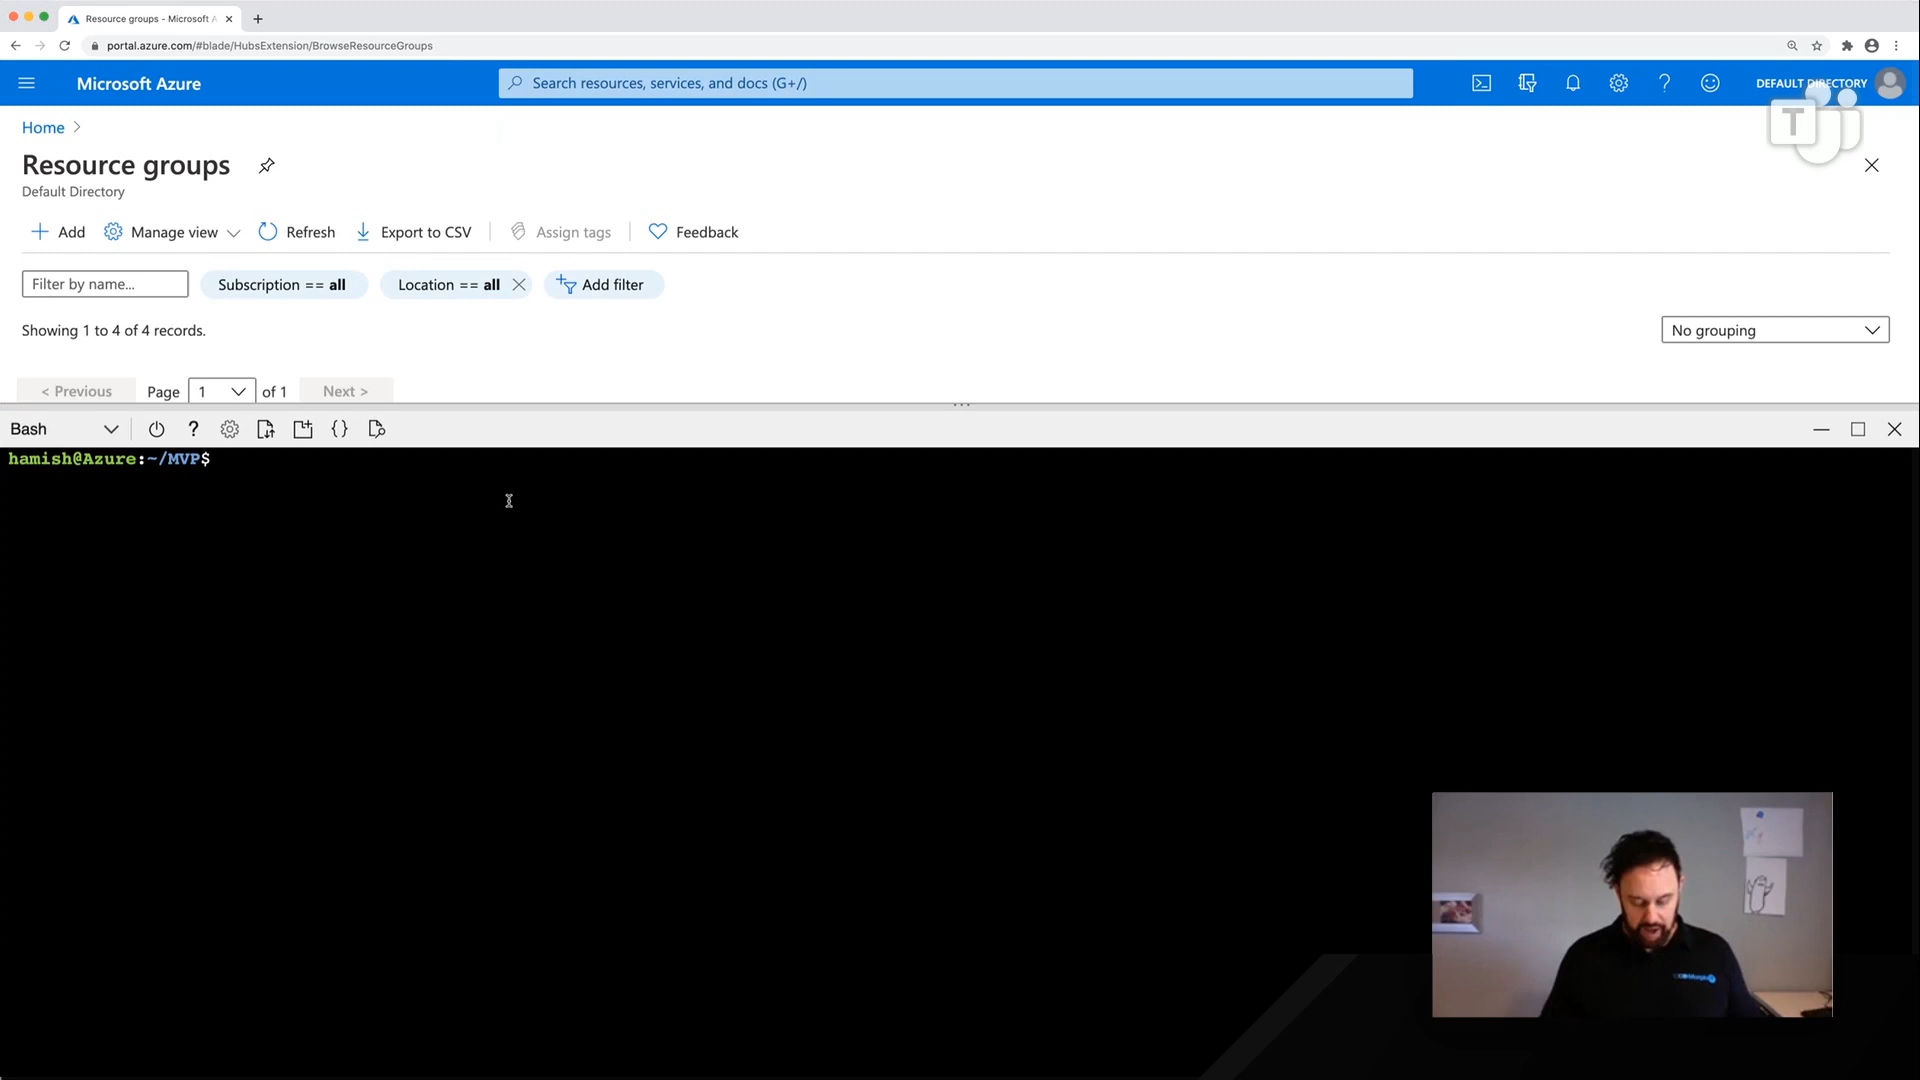 Resource groups - Microsoft A
portal.azure.com/#blade/HubsExtension/BrowseResourceGroups
Microsoft Azure
Search resources, services, and docs (G+/)
DEFAULT DIRECTORY
T
Home
Resource groups
Default Directory
Add
Manage view
Refresh
Export to CSV
Assign tags
Feedback
Filter by name...
Subscription == all
Location == all
Add filter
Showing 1 to 4 of 4 records.
No grouping
< Previous
Page
1
of 1
Next >
Bash
hamish@Azure:~/MVP$